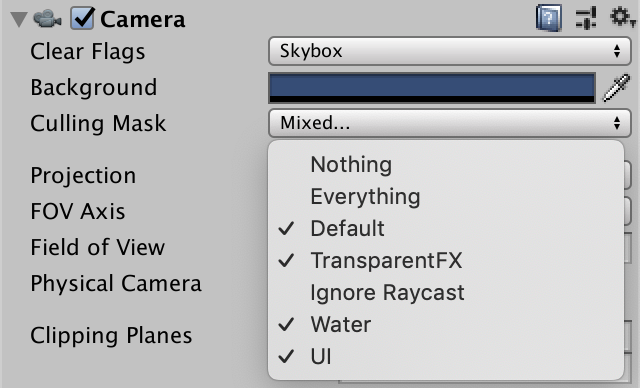 Camera
Clear Flags Skybox
Background
Culling Mask Mixed...
Nothing
Projection
Everything
FOV Axis
Default
Field of View
TransparentFX
Physical Camera
Ignore Raycast
Clipping Planes
Water
UI